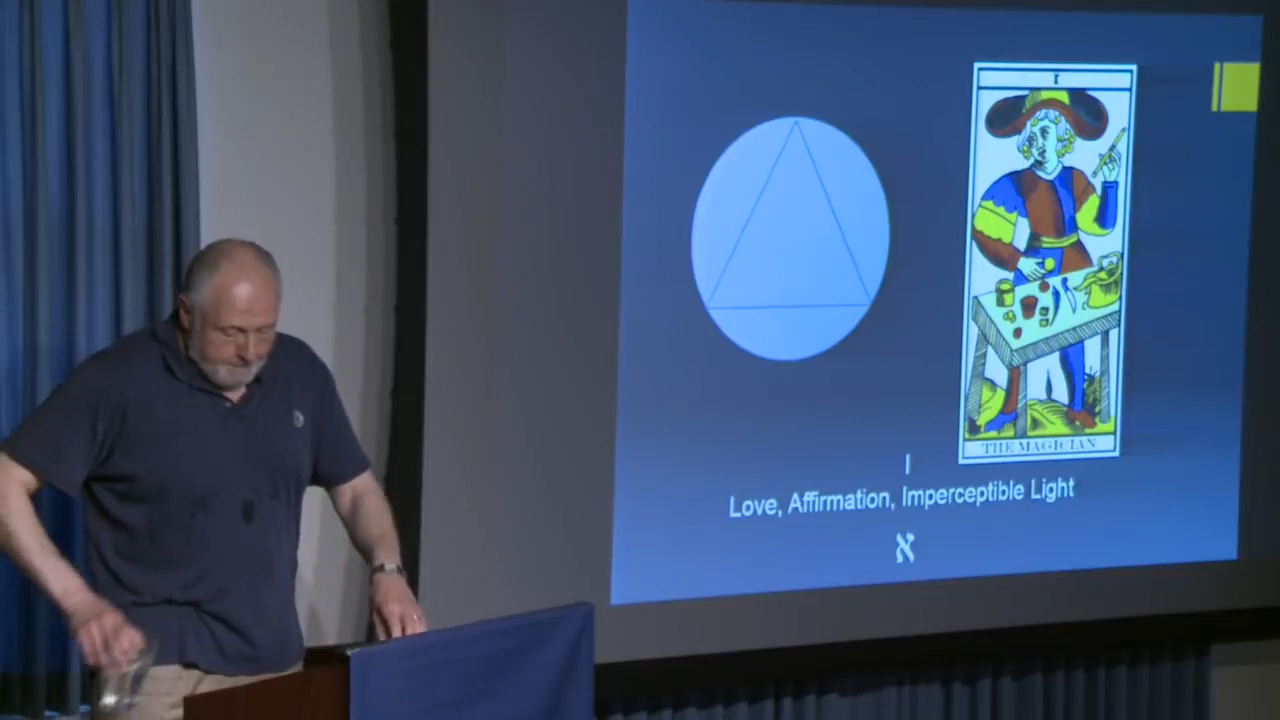 I
THE MAGICIAN
I
Love, Affirmation, Imperceptible Light
א